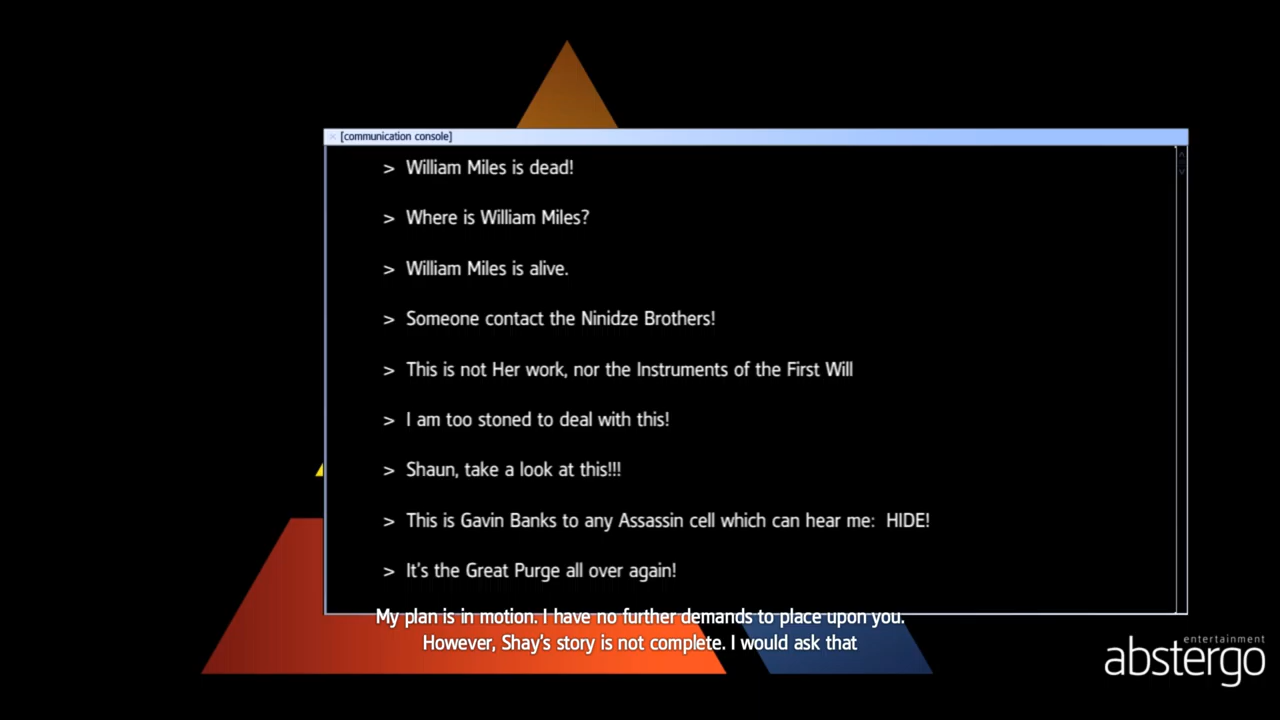 [communication console]
> William Miles is dead!
> Where is William Miles?
> William Miles is alive.
> Someone contact the Ninidze Brothers!
> This is not Her work, nor the Instruments of the First Will
> I am too stoned to deal with this!
> Shaun, take a look at this!!!
> This is Gavin Banks to any Assassin cell which can hear me: HIDE!
> It's the Great Purge all over again!
My plan is in motion. I have no further demands to place upon you.
However, Shay's story is not complete. I would ask that
entertainment
abstergo